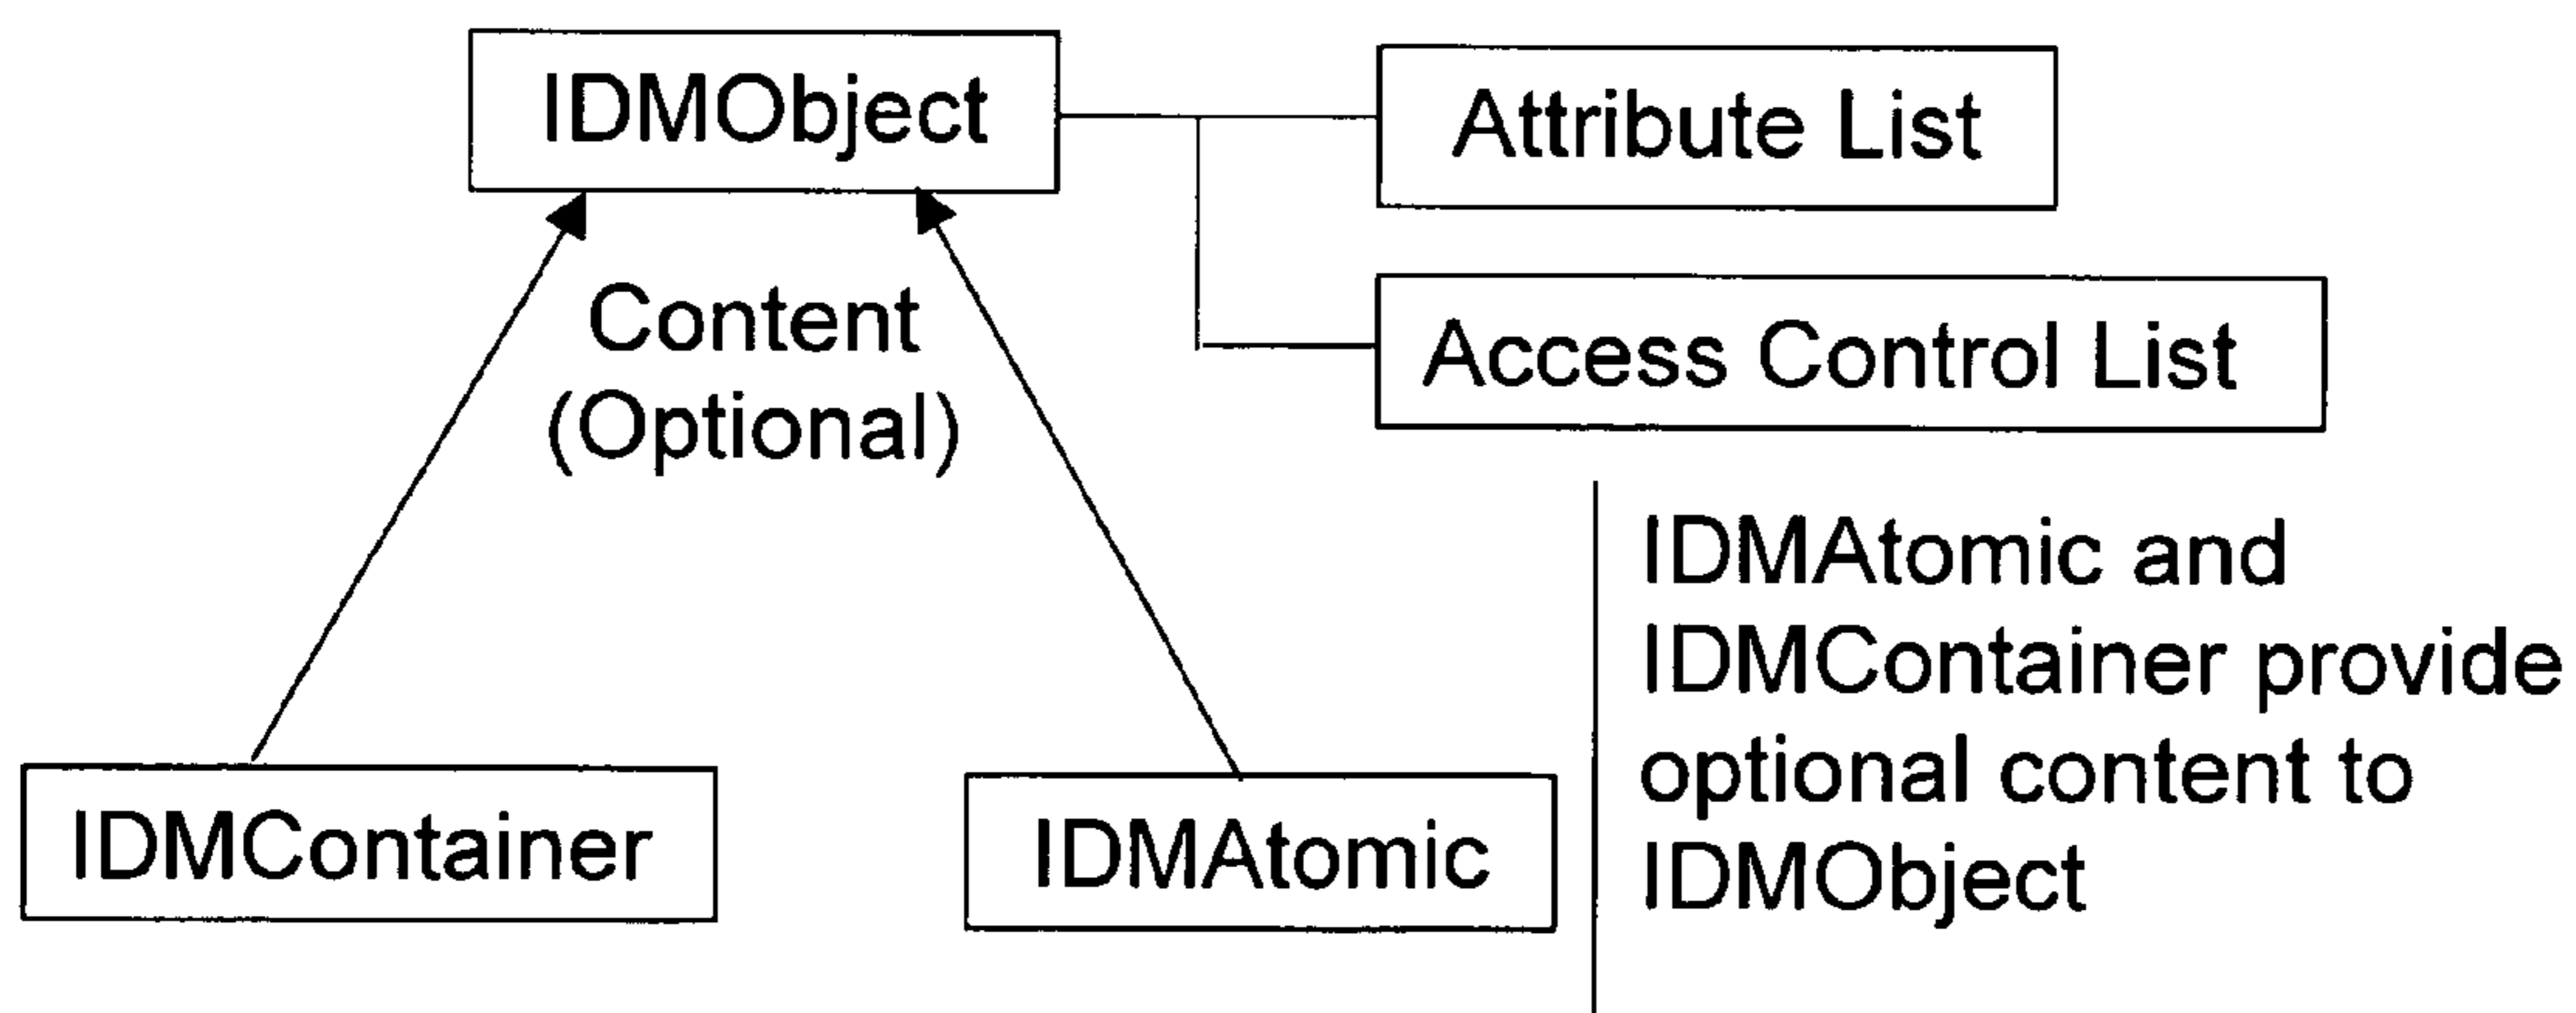 IDMObject
Attribute List
Content
(Optional)
Access Control List
IDMAtomic and
IDMContainer provide
optional content to
IDMObject
IDMContainer
IDMAtomic